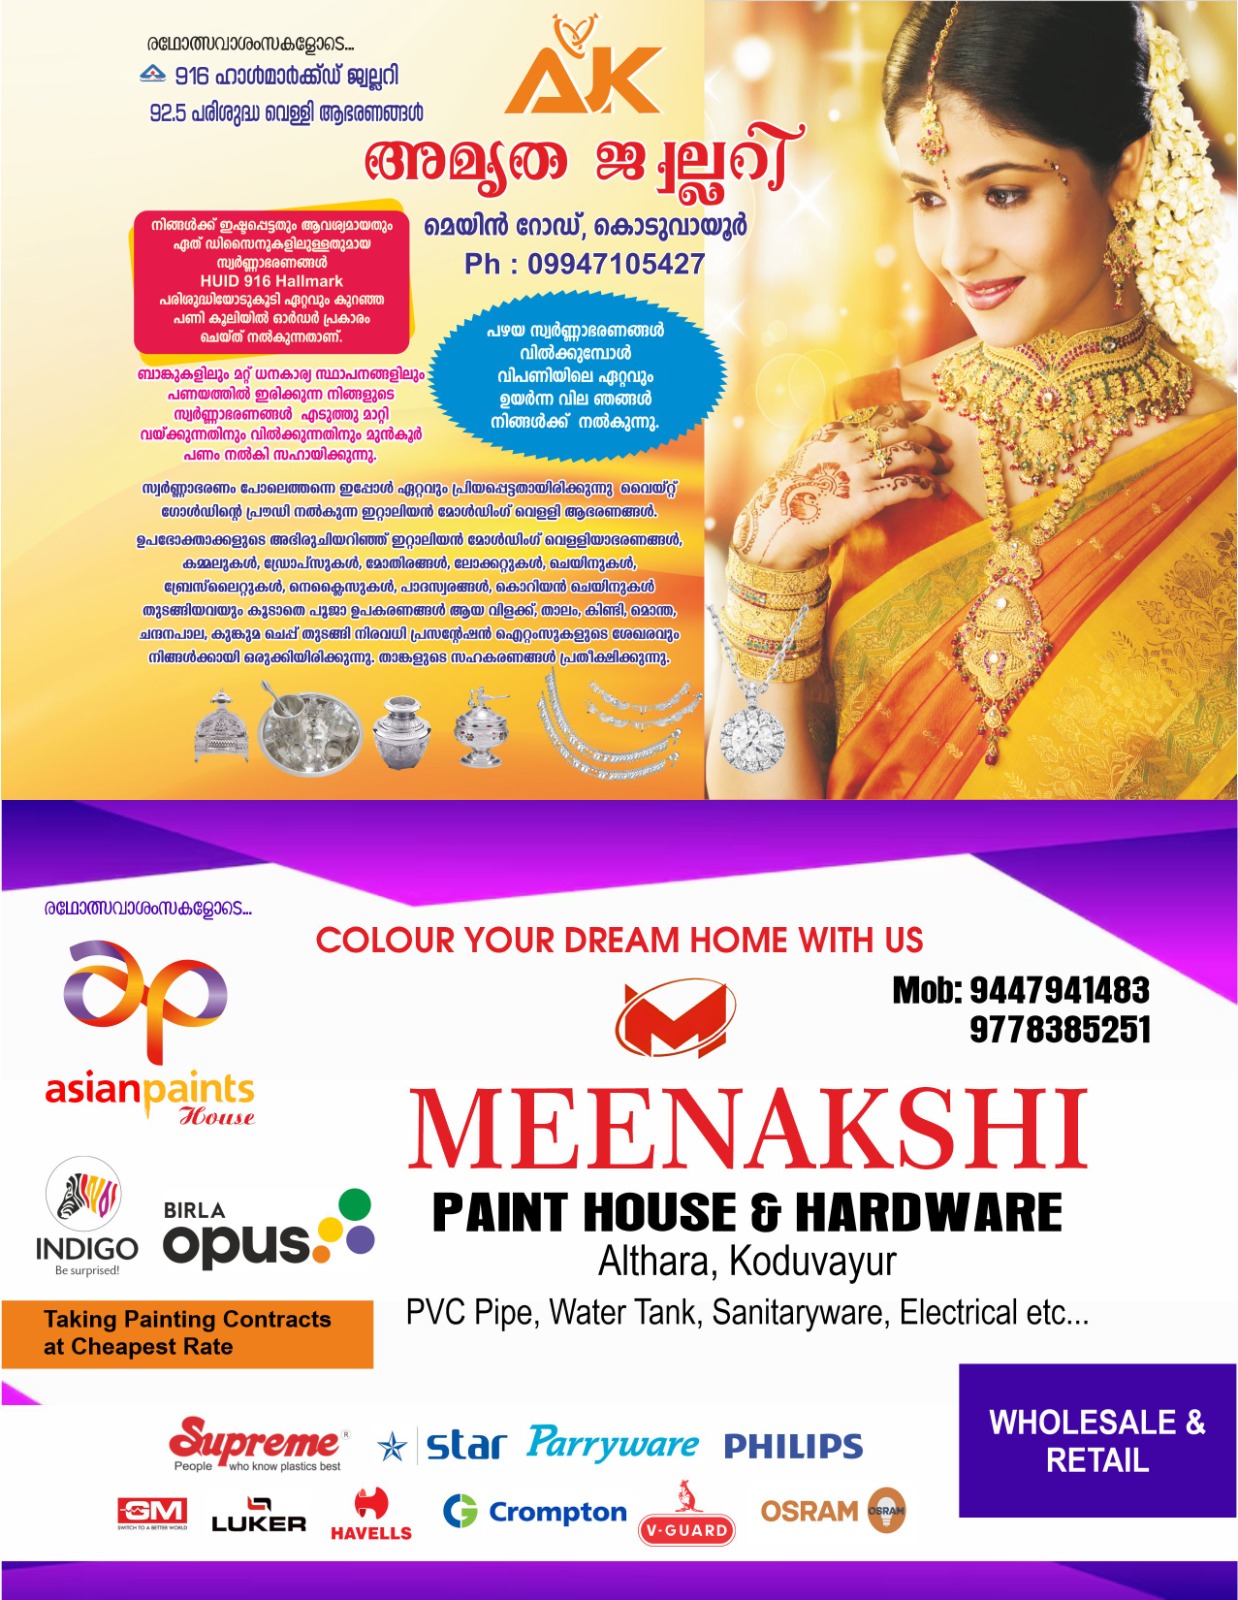 രഥോത്സവാശംസകളോടെ...
916 ഹാൾമാർക്ക്ഡ് ജ്വല്ലറി
92.5 പരിശുദ്ധ വെള്ളി ആഭരണങ്ങൾ
AJK
അമൃത ജ്വല്ലറി
മെയിൻ റോഡ്, കൊടുവായൂർ
Ph : 09947105427
നിങ്ങൾക്ക് ഇഷ്ടപ്പെട്ടതും ആവശ്യമായതും
ഏത് ഡിസൈനുകളിലുള്ളതുമായ
സ്വർണ്ണാഭരണങ്ങൾ
HUID 916 Hallmark
പരിശുദ്ധിയോടുകൂടി ഏറ്റവും കുറഞ്ഞ
പണി കൂലിയിൽ ഓർഡർ പ്രകാരം
ചെയ്ത് നൽകുന്നതാണ്.
പഴയ സ്വർണ്ണാഭരണങ്ങൾ
വിൽക്കുമ്പോൾ
വിപണിയിലെ ഏറ്റവും
ഉയർന്ന വില ഞങ്ങൾ
നിങ്ങൾക്ക് നൽകുന്നു.
ബാങ്കുകളിലും മറ്റ് ധനകാര്യ സ്ഥാപനങ്ങളിലും
പണയത്തിൽ ഇരിക്കുന്ന നിങ്ങളുടെ
സ്വർണ്ണാഭരണങ്ങൾ എടുത്തു മാറ്റി
വയ്ക്കുന്നതിനും വിൽക്കുന്നതിനും മുൻകൂർ
പണം നൽകി സഹായിക്കുന്നു.
സ്വർണ്ണാഭരണം പോലെത്തന്നെ ഇപ്പോൾ ഏറ്റവും പ്രിയപ്പെട്ടതായിരിക്കുന്നു വൈയ്റ്റ്
ഗോൾഡിന്റെ പ്രൗഢി നൽകുന്ന ഇറ്റാലിയൻ മോൾഡിംഗ് വെളളി ആഭരണങ്ങൾ.
ഉപഭോക്താക്കളുടെ അഭിരുചിയറിഞ്ഞ് ഇറ്റാലിയൻ മോൾഡിംഗ് വെളളിയാഭരണങ്ങൾ,
കമ്മലുകൾ, ഡ്രോപ്സുകൾ, മോതിരങ്ങൾ, ലോക്കറ്റുകൾ, ചെയിനുകൾ,
ബ്രേസ്‌ലൈറ്റുകൾ, നെക്ലൈസുകൾ, പാദസ്വരങ്ങൾ, കൊറിയൻ ചെയിനുകൾ
തുടങ്ങിയവയും കൂടാതെ പൂജാ ഉപകരണങ്ങൾ ആയ വിളക്ക്, താലം, കിണ്ടി, മൊന്ത,
ചന്ദനപാല, കുങ്കുമ ചെപ്പ് തുടങ്ങി നിരവധി പ്രസന്റേഷൻ ഐറ്റംസുകളുടെ ശേഖരവും
നിങ്ങൾക്കായി ഒരുക്കിയിരിക്കുന്നു. താങ്കളുടെ സഹകരണങ്ങൾ പ്രതീക്ഷിക്കുന്നു.
രഥോത്സവാശംസകളോടെ...
COLOUR YOUR DREAM HOME WITH US
ap
asianpaints
House
M
Mob: 9447941483
9778385251
MEENAKSHI
PAINT HOUSE & HARDWARE
Althara, Koduvayur
PVC Pipe, Water Tank, Sanitaryware, Electrical etc...
INDIGO
Be surprised!
BIRLA
opus
Taking Painting Contracts
at Cheapest Rate
Supreme ®
People who know plastics best
star
Parryware
PHILIPS
WHOLESALE &
RETAIL
GM
SWITCH TO A BETTER WORLD
LUKER
HAVELLS
Crompton
V-GUARD
OSRAM
OSRAM